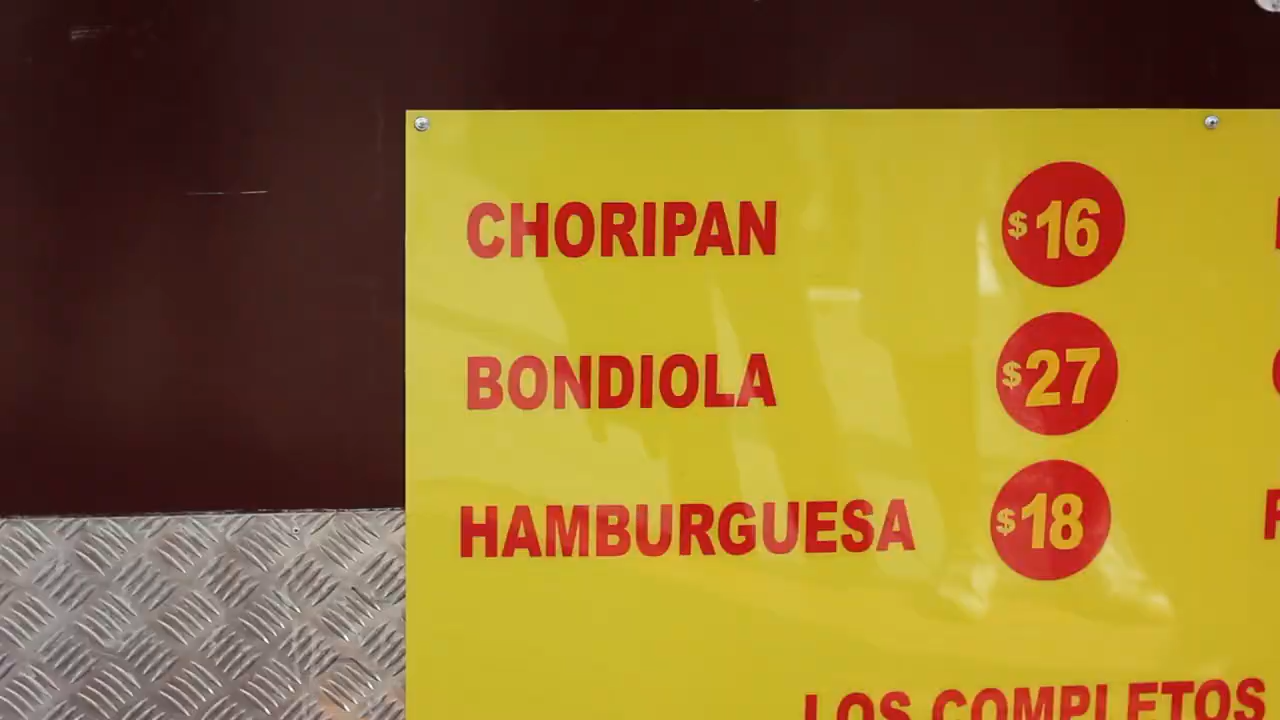 CHORIPAN $16
BONDIOLA $27
HAMBURGUESA $18
LOS COMPLETOS